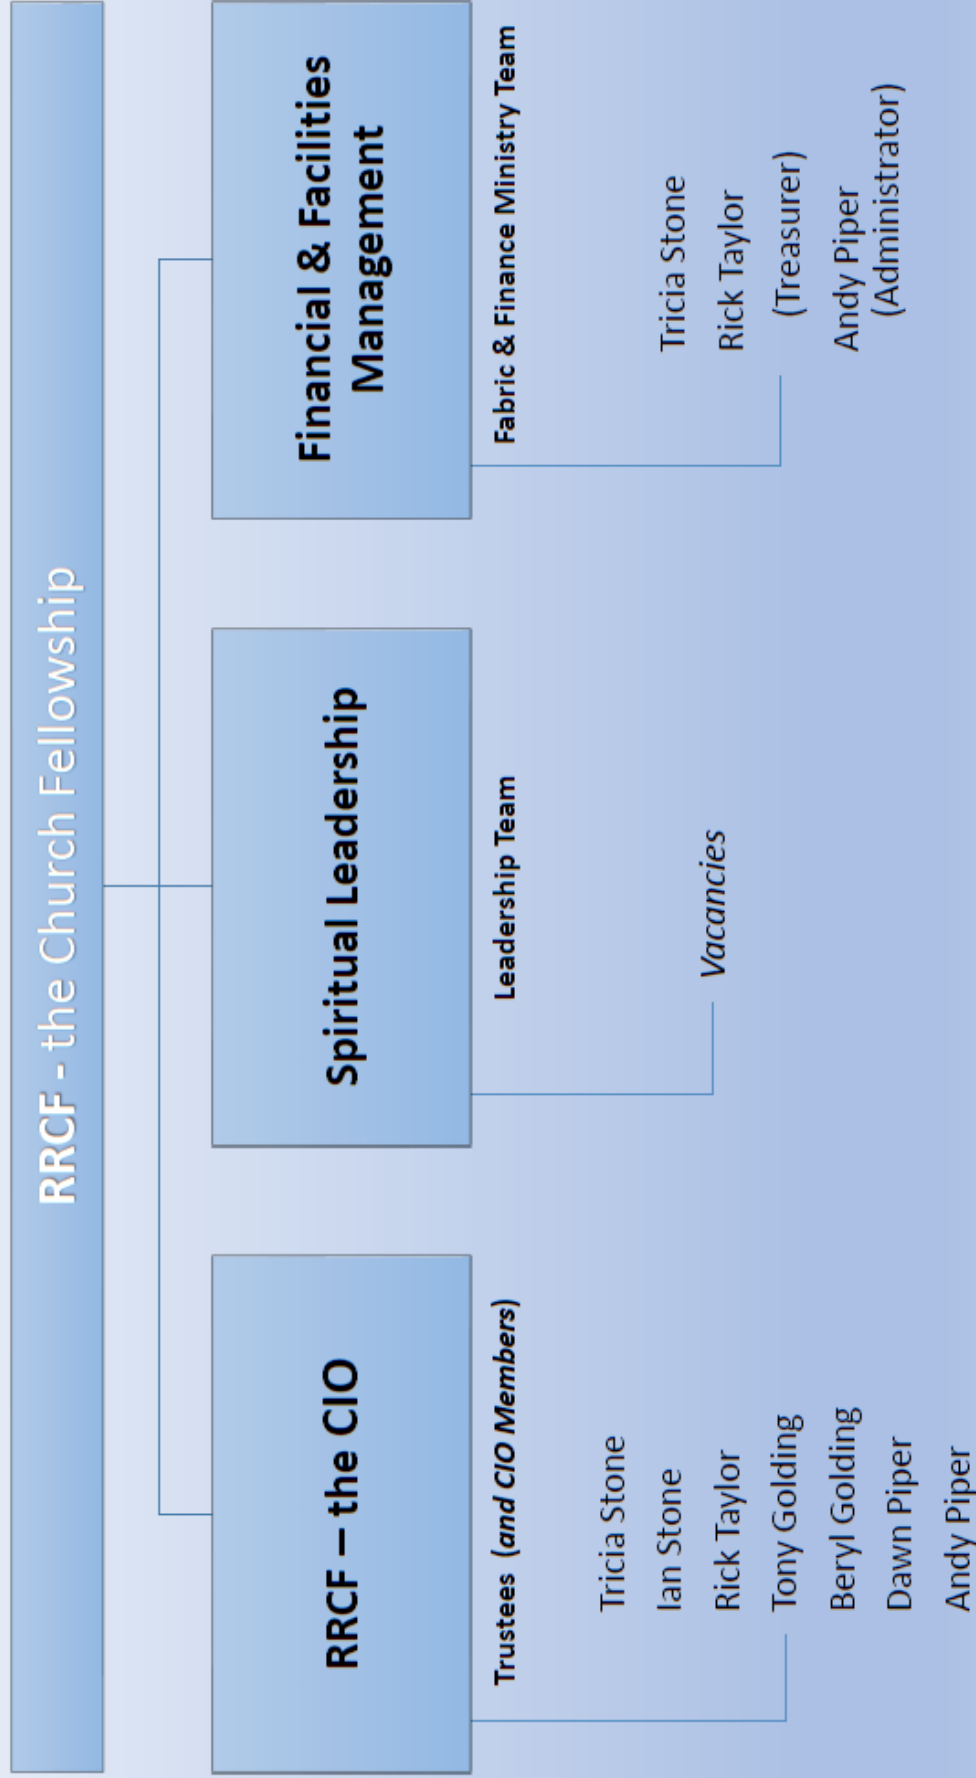 RRCF - the Church Fellowship
RRCF – the CIO
Trustees (and CIO Members)
Tricia Stone
Ian Stone
Rick Taylor
Tony Golding
Beryl Golding
Dawn Piper
Andy Piper
Spiritual Leadership
Leadership Team
Vacancies
Financial & Facilities
Management
Fabric & Finance Ministry Team
Tricia Stone
Rick Taylor
(Treasurer)
Andy Piper
(Administrator)